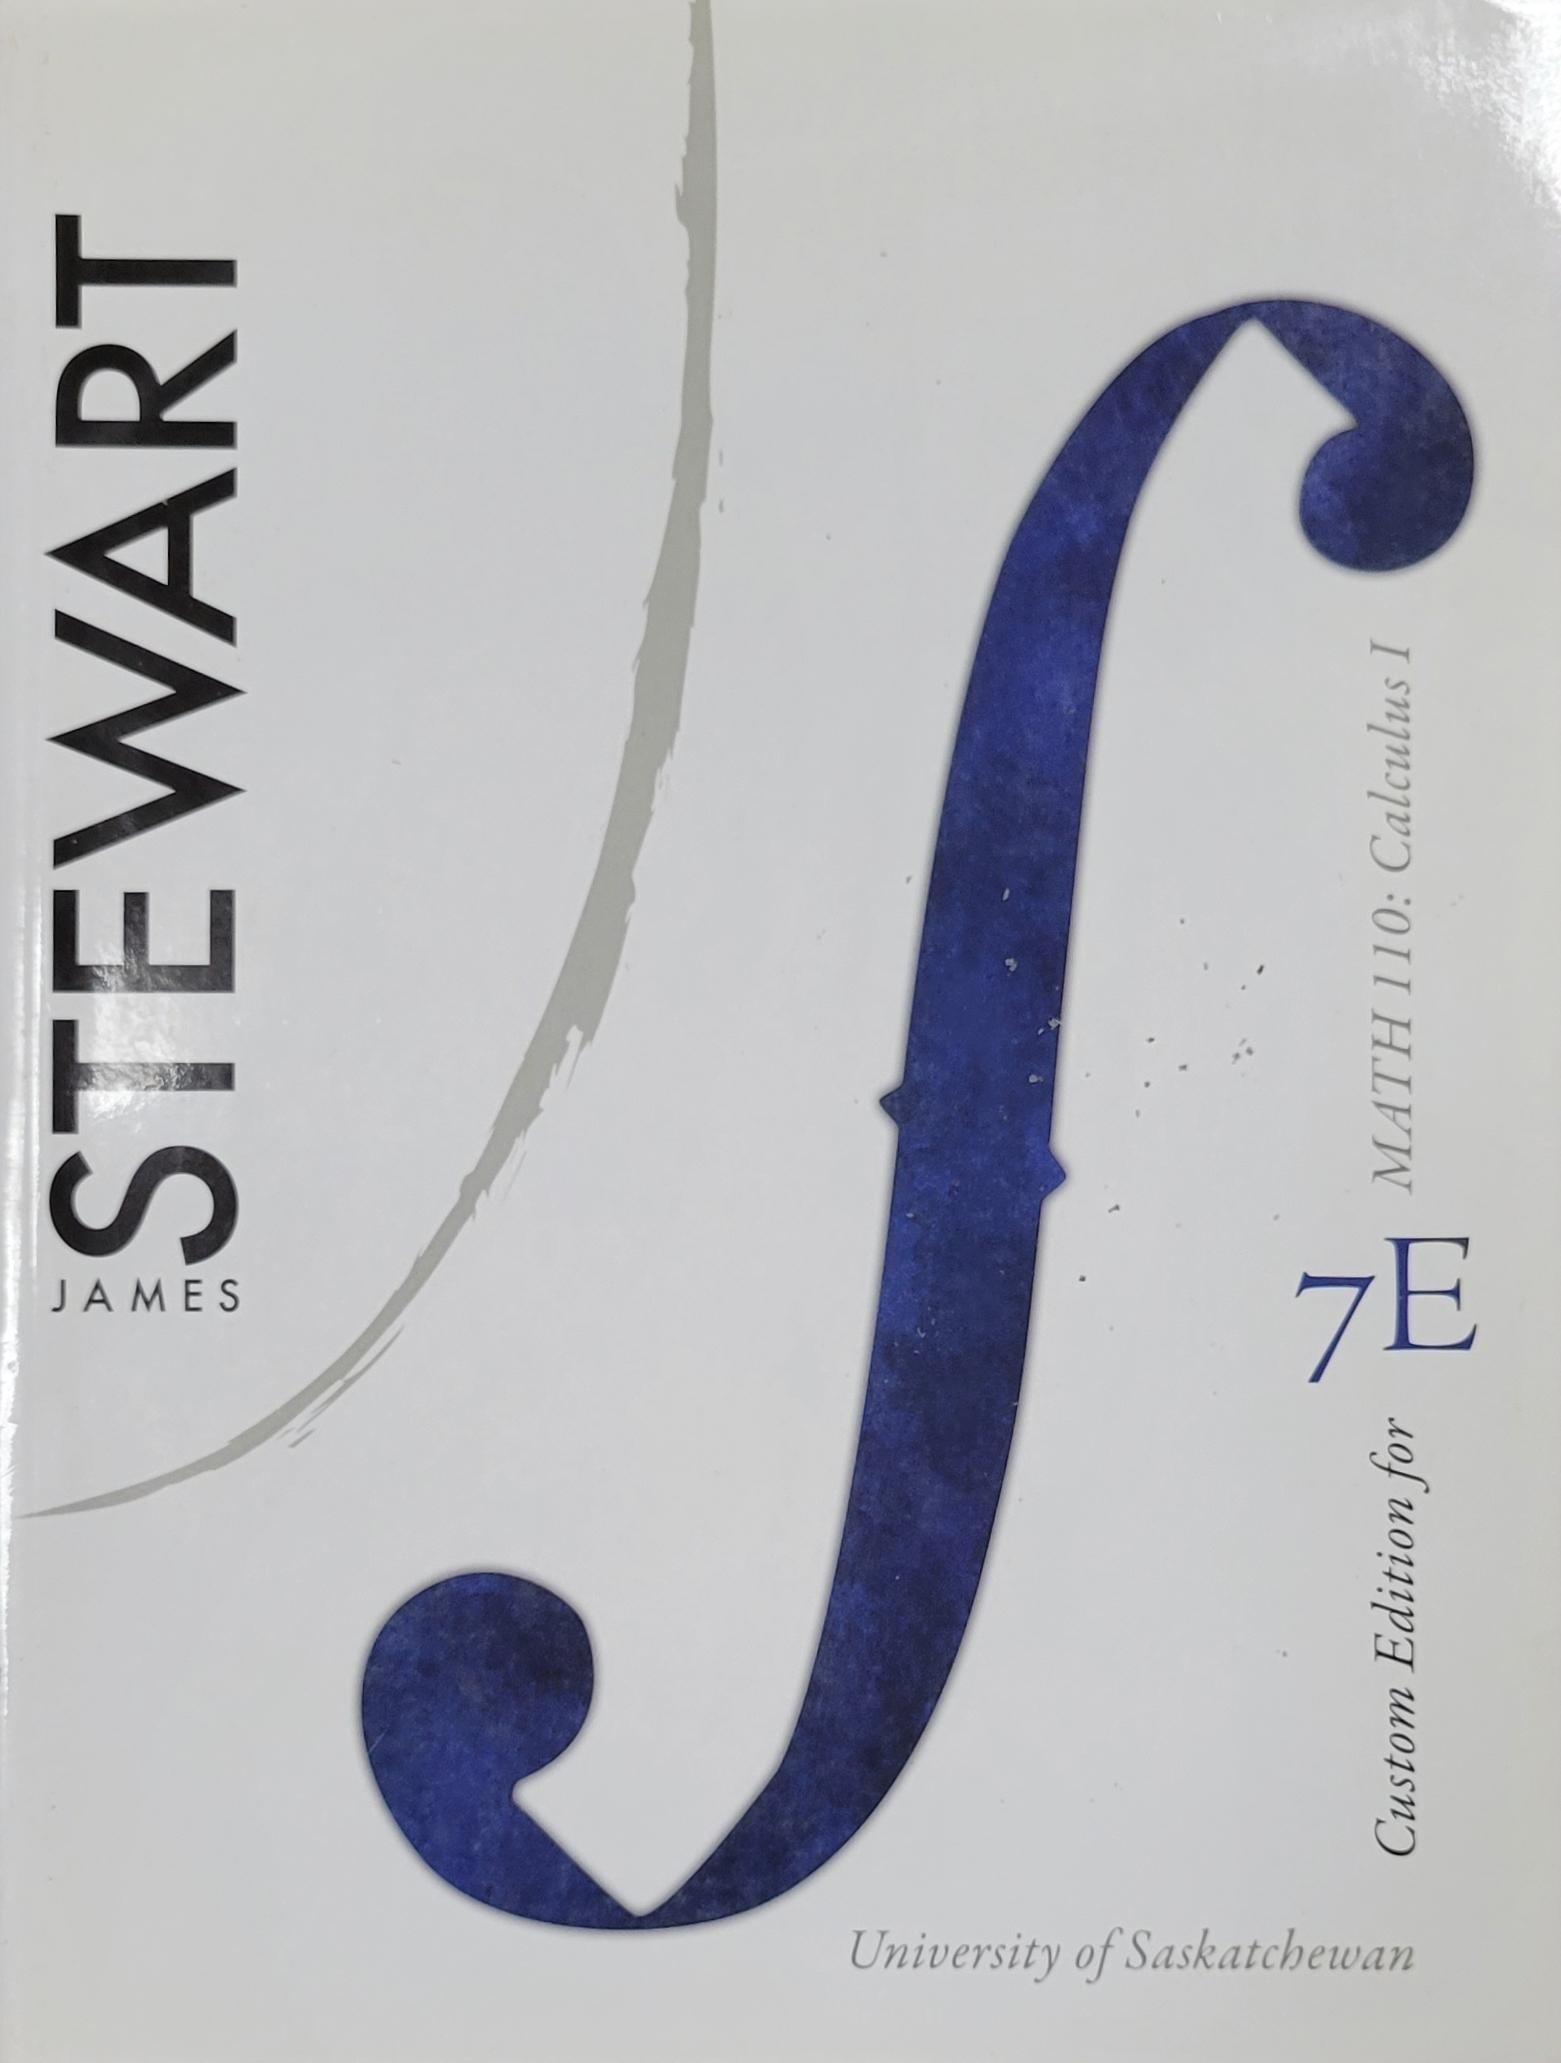 JAMES
STEWART
7E
Custom Edition for
MATH 110: Calculus I
University of Saskatchewan